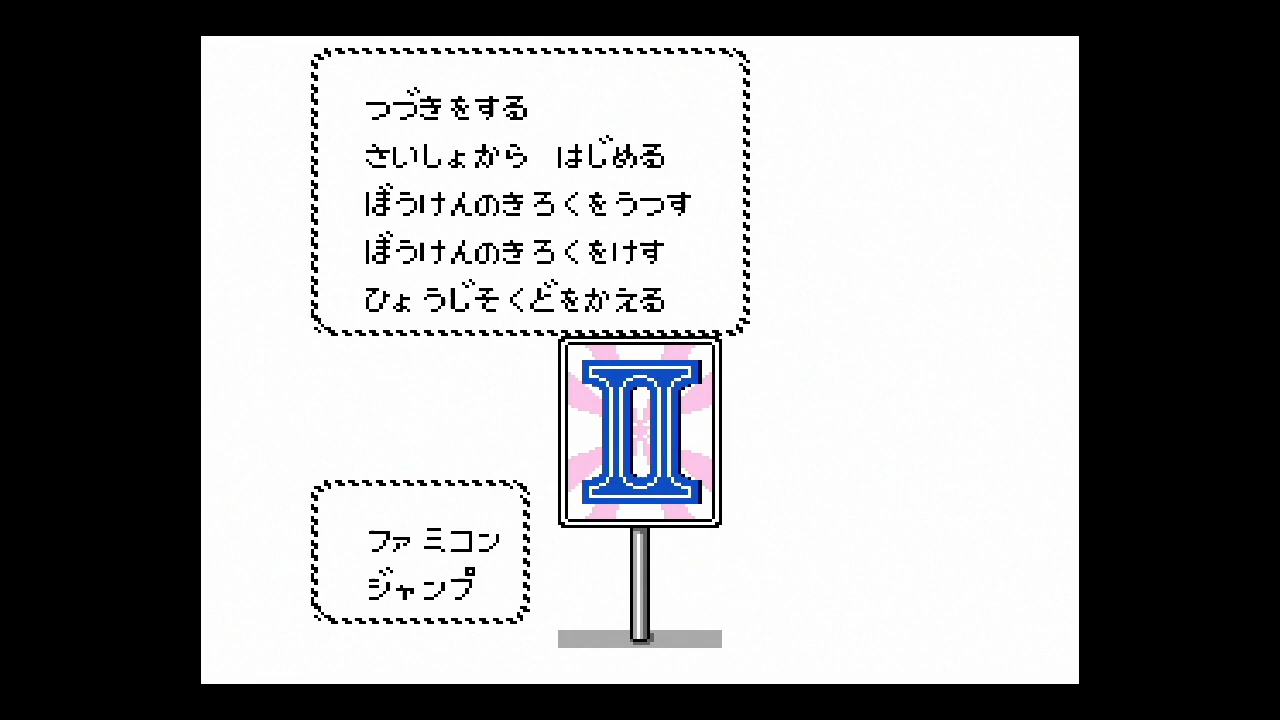 つづきをする
さいしょから はじめる
ぼうけんのきろくをうつす
ぼうけんのきろくをけす
ひょうじそくどをかえる
II
ファミコン
ジャンプ